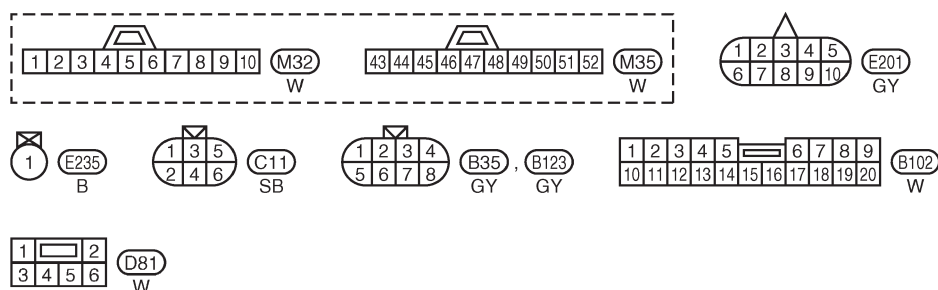 1 2 3 4 5 6 7 8 9 10 M32
W
43 44 45 46 47 48 49 50 51 52 M35
W
1 2 3 4 5
6 7 8 9 10
E201
GY
1 E235
B
1 3 5
2 4 6
C11
SB
1 2 3 4
5 6 7 8
B35 , B123
GY GY
1 2 3 4 5 6 7 8 9
10 11 12 13 14 15 16 17 18 19 20
B102
W
1 2
3 4 5 6
D81
W